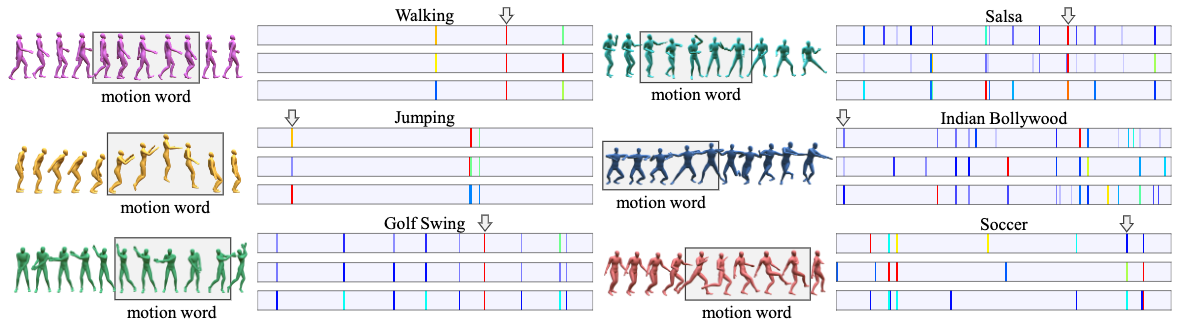 Walking
motion word
Salsa
motion word
Jumping
motion word
Indian Bollywood
motion word
Golf Swing
motion word
Soccer
motion word